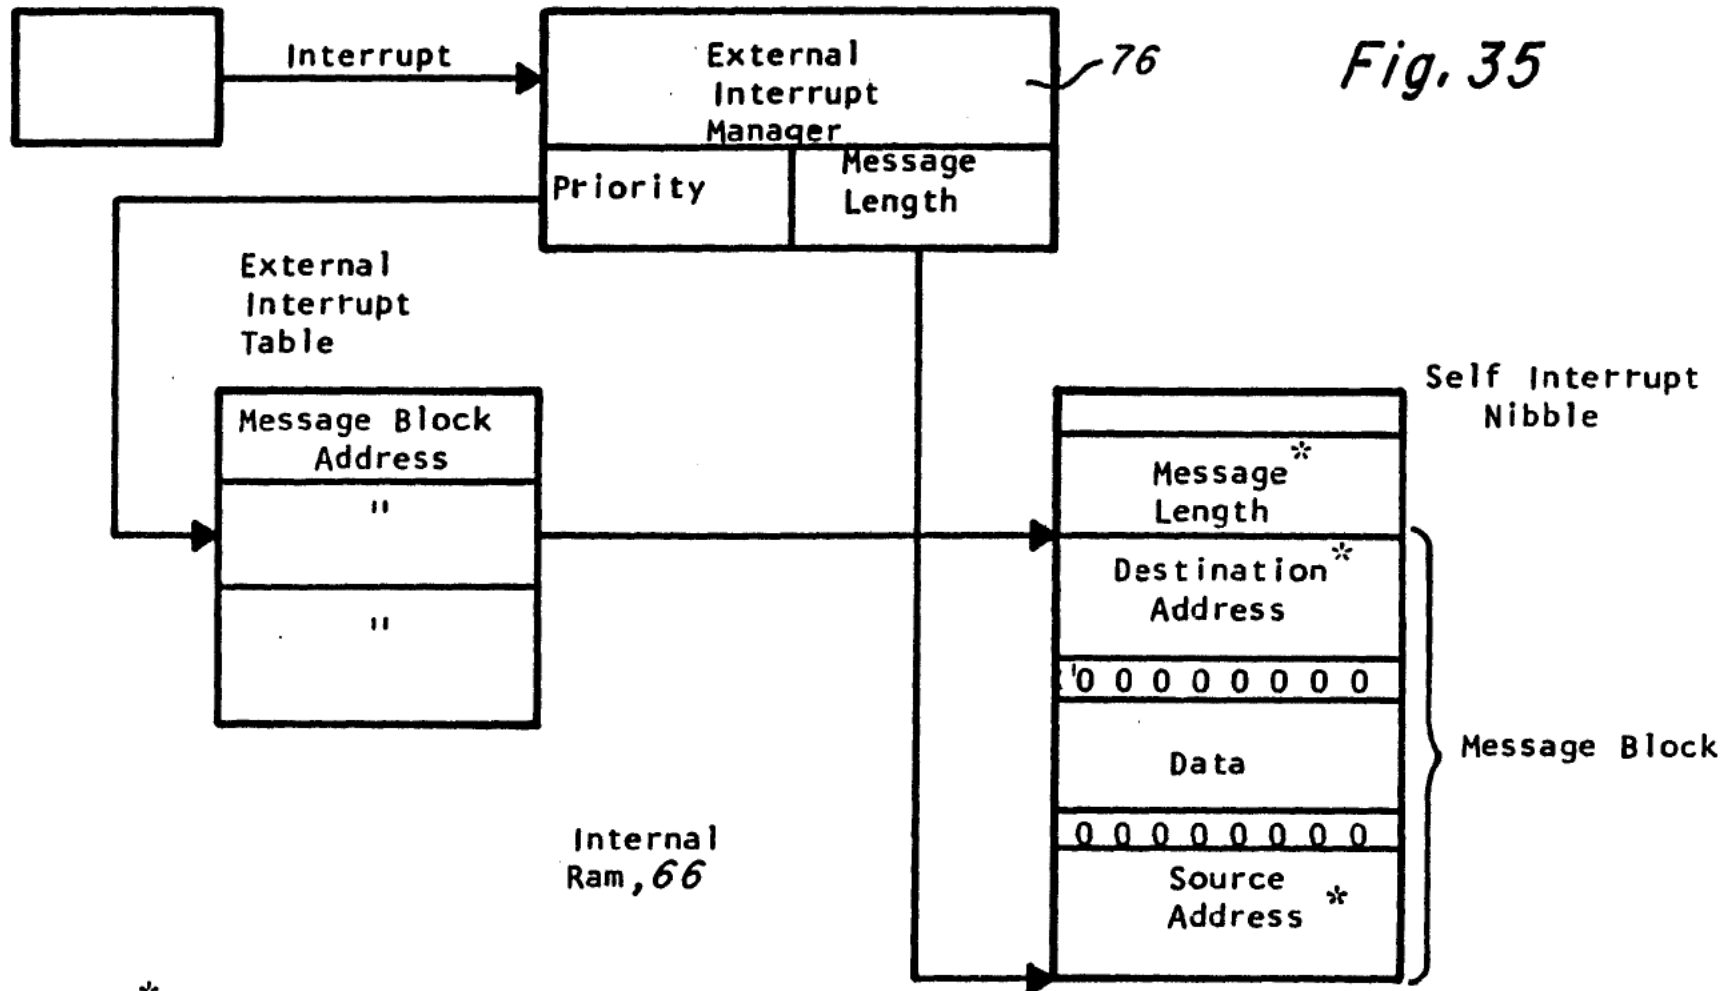 Interrupt
External
Interrupt
Manager
76
Fig. 35
Priority
Message
Length
External
Interrupt
Table
Message Block
Address
"
"
Self Interrupt
Nibble
Message*
Length
Destination*
Address
0 0 0 0 0 0 0 0
Data
0 0 0 0 0 0 0 0
Source
Address *
Message Block
Internal
Ram, 66
*